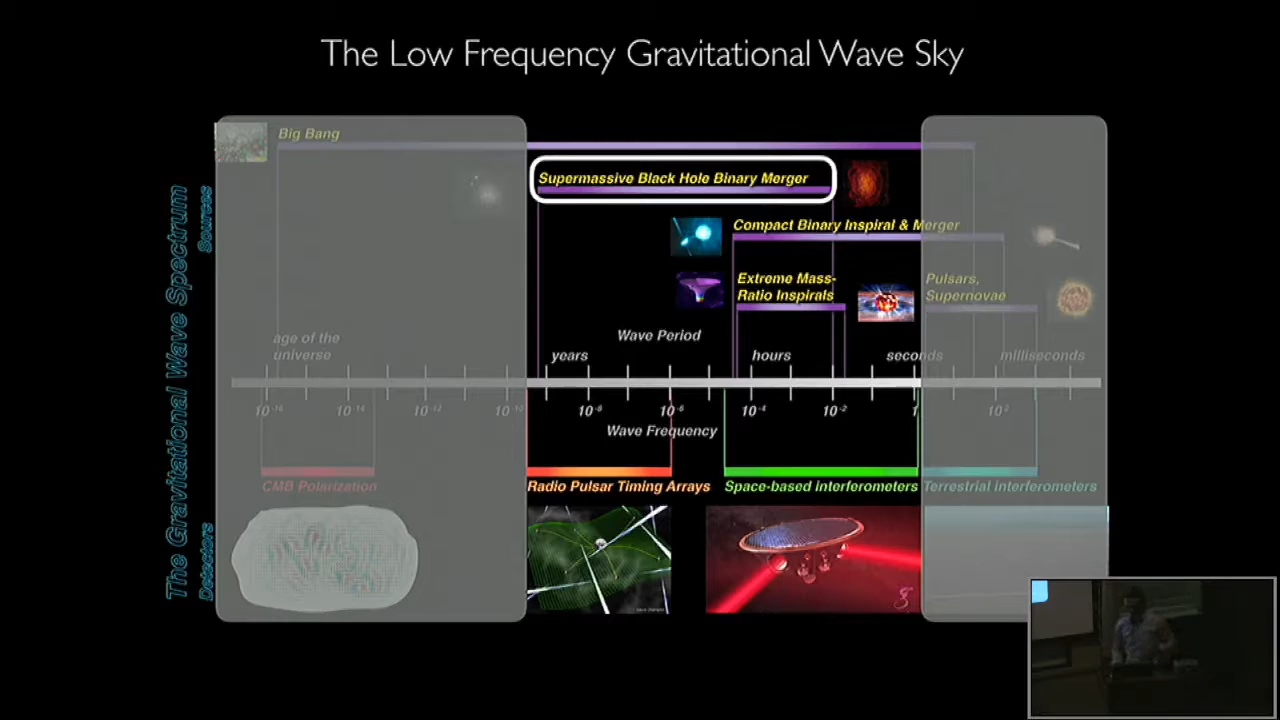 The Low Frequency Gravitational Wave Sky
The Gravitational Wave Spectrum
Sources
Detectors
Big Bang
Supermassive Black Hole Binary Merger
Compact Binary Inspiral & Merger
Extreme Mass-
Ratio Inspirals
Pulsars,
Supernovae
age of the
universe
Wave Period
years
hours
seconds
milliseconds
10⁻¹⁶ 10⁻¹⁴ 10⁻¹² 10⁻¹⁰ 10⁻⁸ 10⁻⁶ 10⁻⁴ 10⁻² 1 10²
Wave Frequency
CMB Polarization
Radio Pulsar Timing Arrays
Space-based interferometers
Terrestrial interferometers